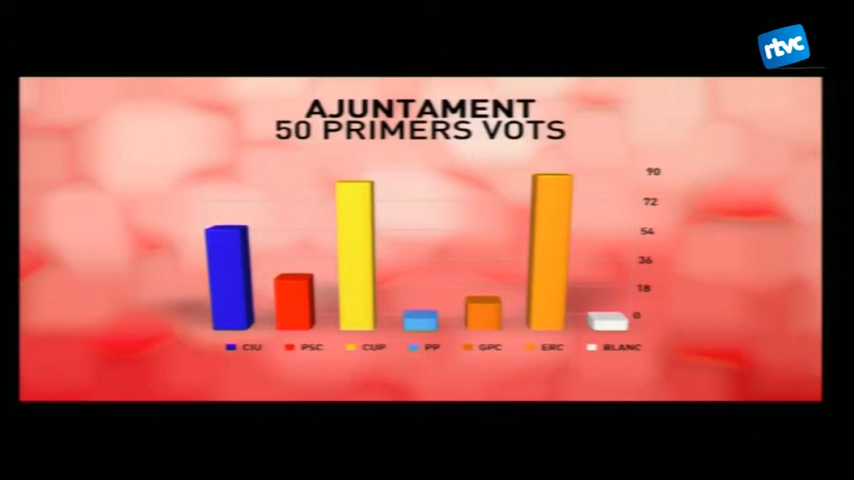 rtvc
AJUNTAMENT
50 PRIMERS VOTS
90
72
54
36
18
0
CIU PSC CUP PP GPC ERC BLANC